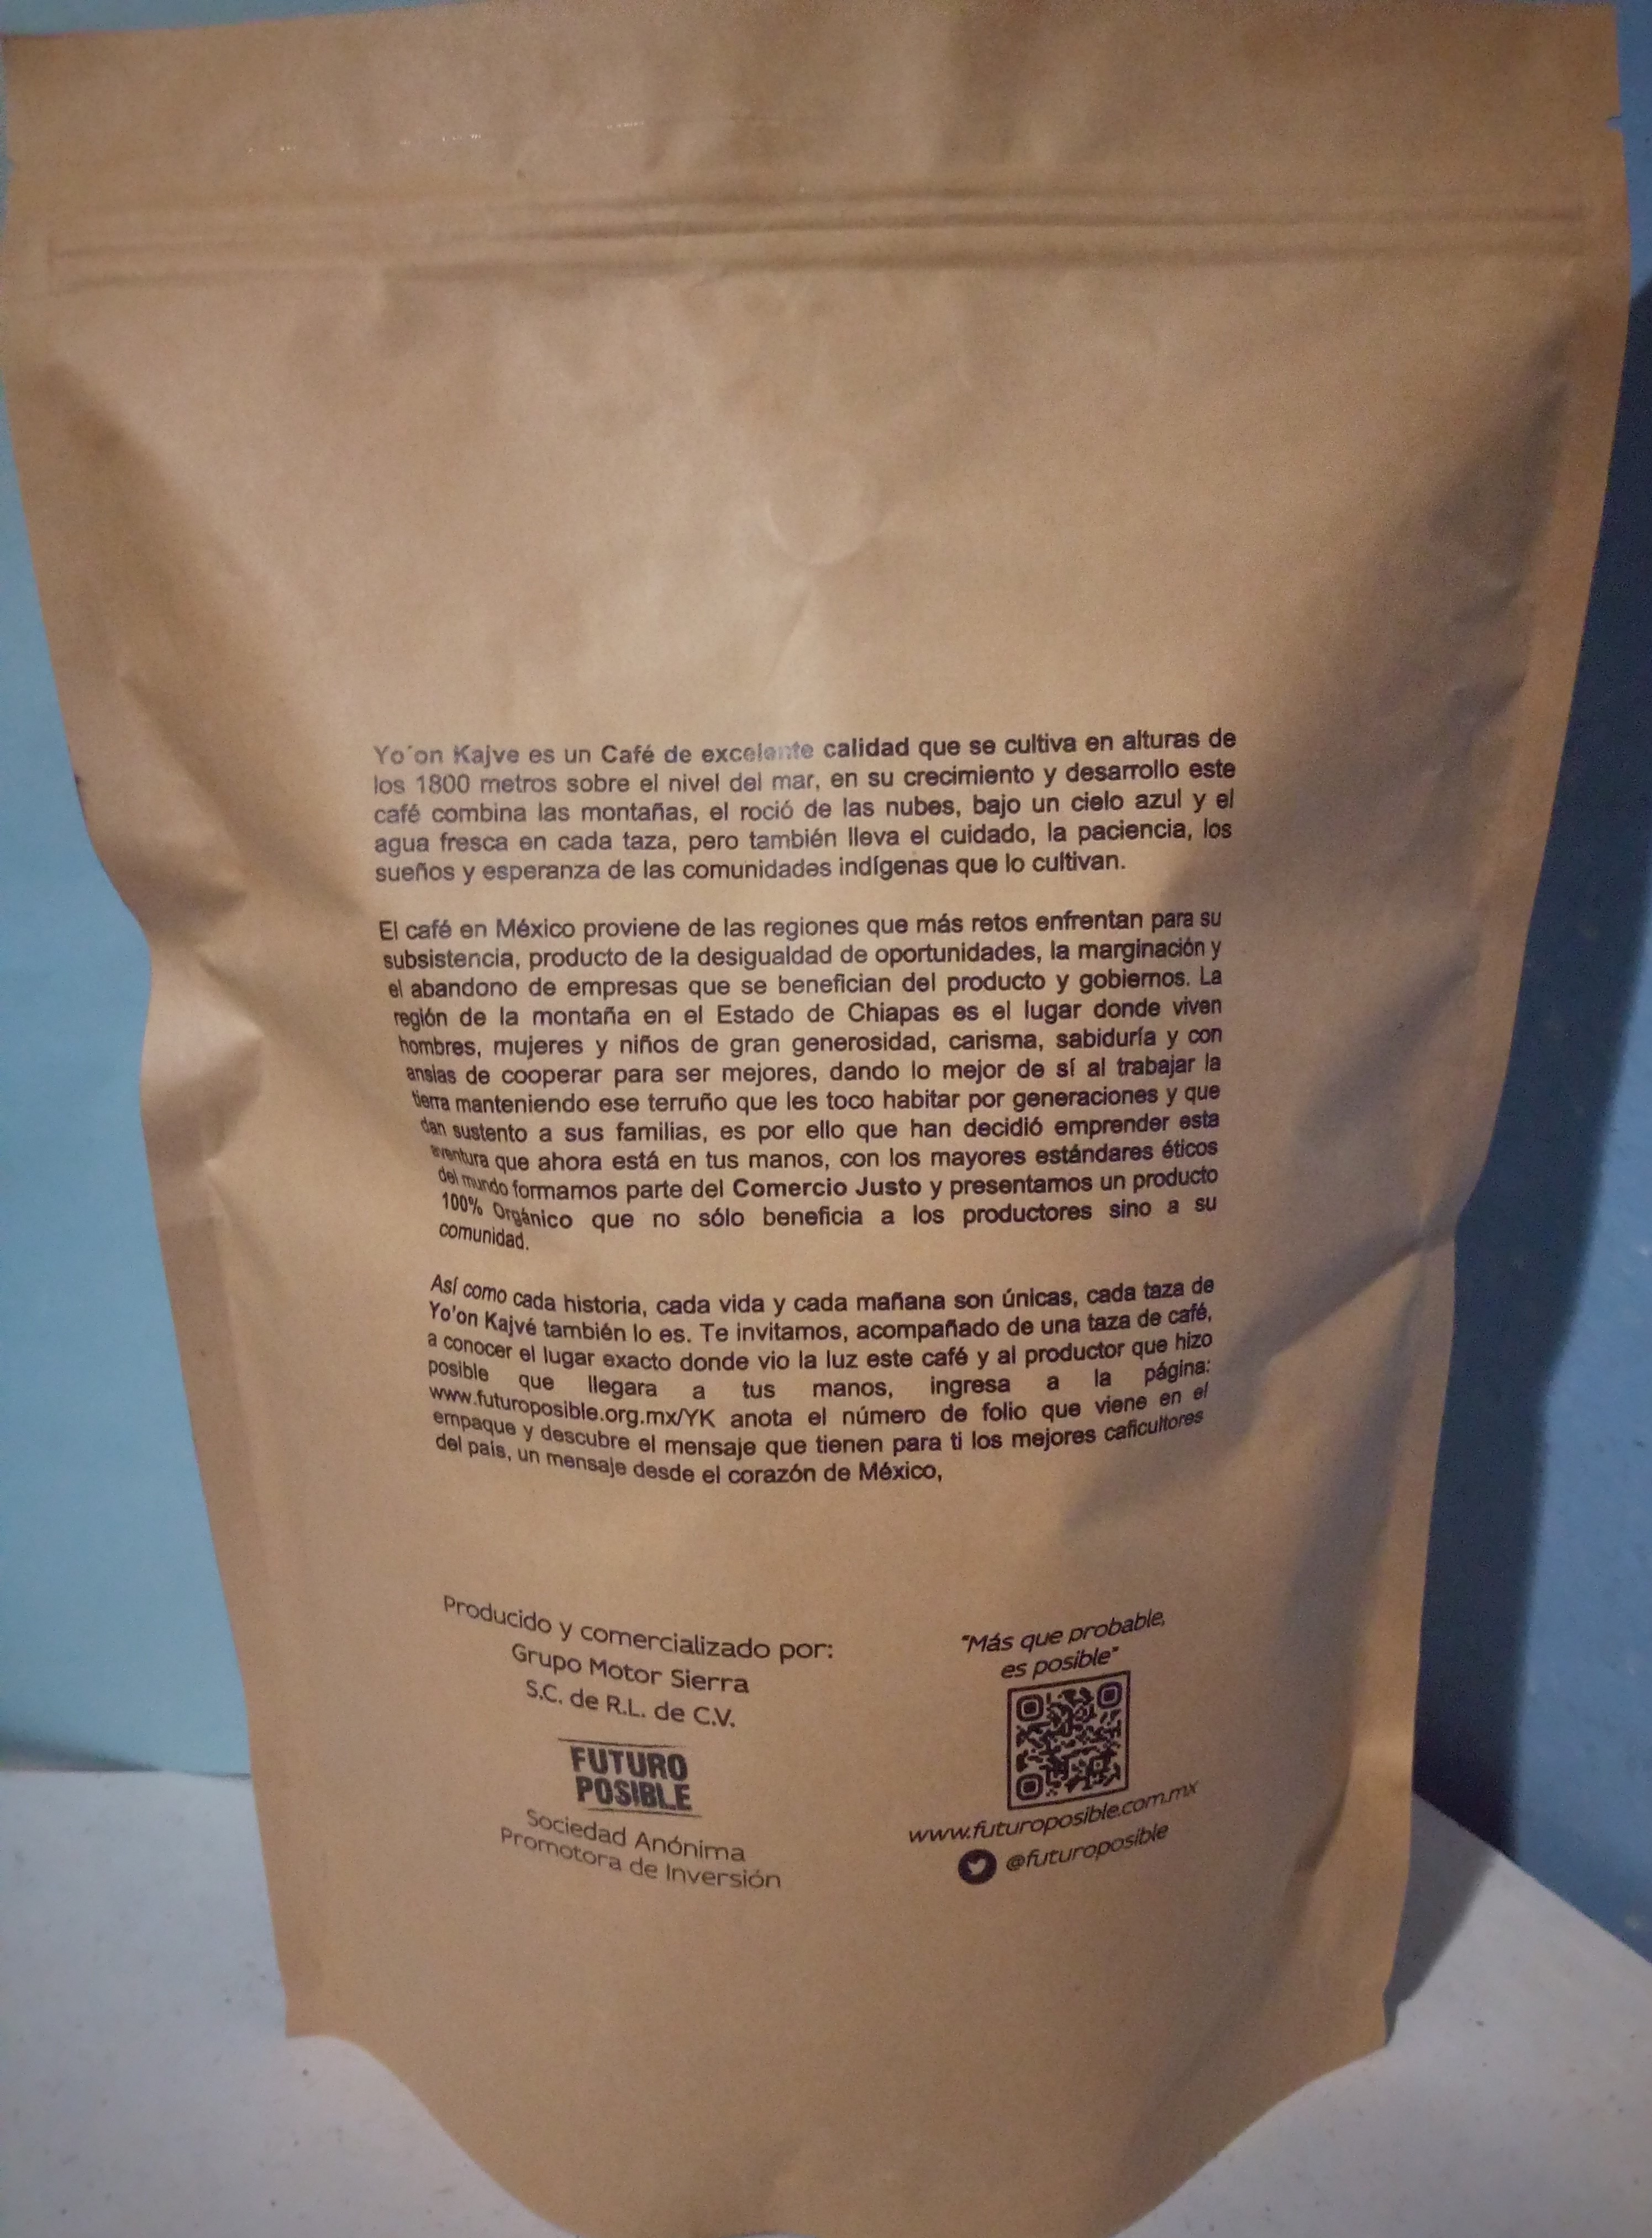 Yo´on Kajve es un Café de excelente calidad que se cultiva en alturas de
los 1800 metros sobre el nivel del mar, en su crecimiento y desarrollo este
café combina las montañas, el roció de las nubes, bajo un cielo azul y el
agua fresca en cada taza, pero también lleva el cuidado, la paciencia, los
sueños y esperanza de las comunidades indígenas que lo cultivan.
El café en México proviene de las regiones que más retos enfrentan para su
subsistencia, producto de la desigualdad de oportunidades, la marginación y
el abandono de empresas que se benefician del producto y gobiernos. La
región de la montaña en el Estado de Chiapas es el lugar donde viven
hombres, mujeres y niños de gran generosidad, carisma, sabiduría y con
ansias de cooperar para ser mejores, dando lo mejor de sí al trabajar la
tierra manteniendo ese terruño que les toco habitar por generaciones y que
dan sustento a sus familias, es por ello que han decidió emprender esta
aventura que ahora está en tus manos, con los mayores estándares éticos
del mundo formamos parte del Comercio Justo y presentamos un producto
100% Orgánico que no sólo beneficia a los productores sino a su
comunidad.
Así como cada historia, cada vida y cada mañana son únicas, cada taza de
Yo'on Kajvé también lo es. Te invitamos, acompañado de una taza de café,
a conocer el lugar exacto donde vio la luz este café y al productor que hizo
posible que llegara a tus manos, ingresa a la página:
www.futuroposible.org.mx/YK anota el número de folio que viene en el
empaque y descubre el mensaje que tienen para ti los mejores caficultores
del país, un mensaje desde el corazón de México,
Producido y comercializado por:
Grupo Motor Sierra
S.C. de R.L. de C.V.
FUTURO
POSIBLE
Sociedad Anónima
Promotora de Inversión
"Más que probable,
es posible"
www.futuroposible.com.mx
@futuroposible